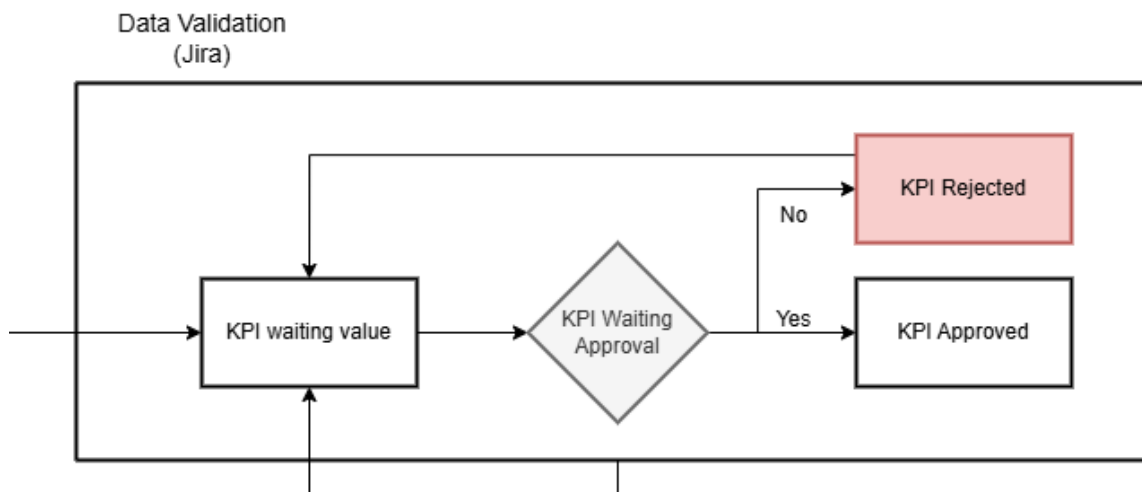 Data Validation
(Jira)
KPI Rejected
No
KPI waiting value
KPI Waiting
Approval
Yes
KPI Approved